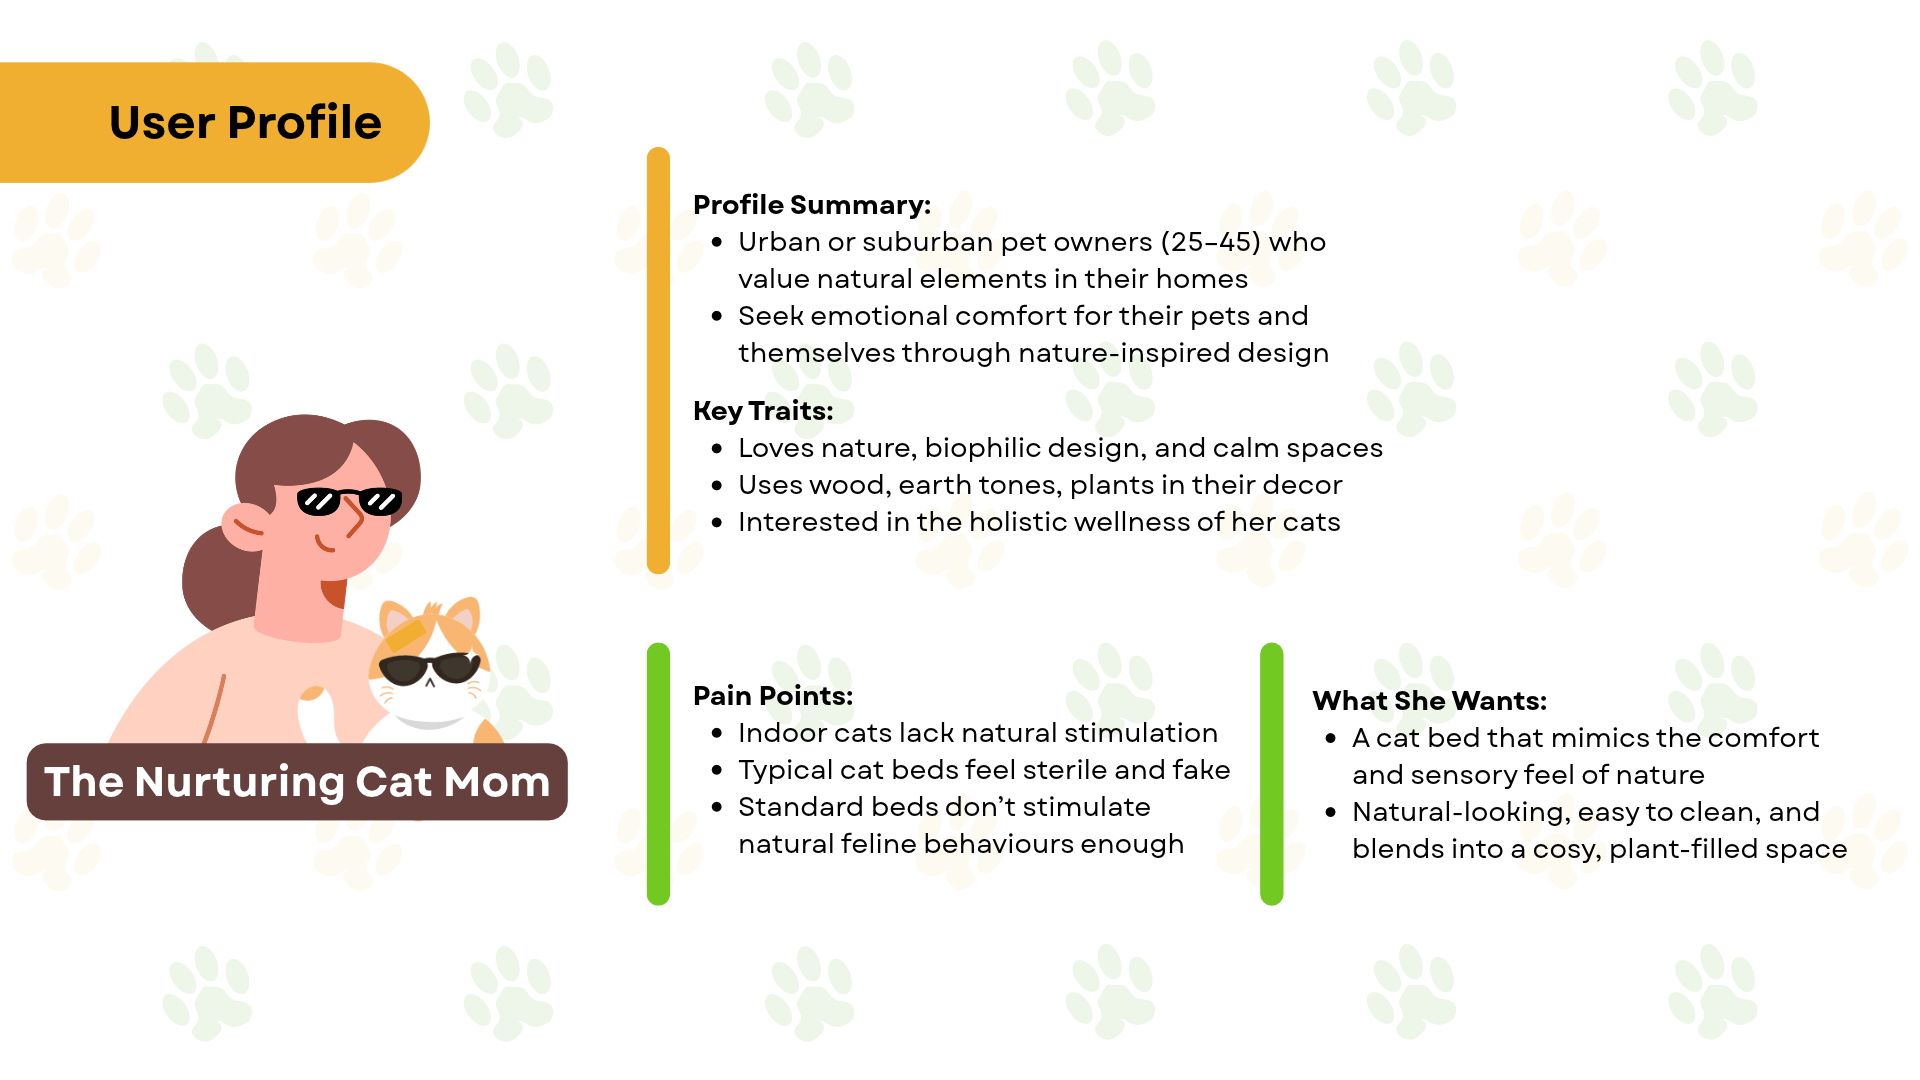 User Profile
Profile Summary:
• Urban or suburban pet owners (25–45) who
value natural elements in their homes
• Seek emotional comfort for their pets and
themselves through nature-inspired design
Key Traits:
• Loves nature, biophilic design, and calm spaces
• Uses wood, earth tones, plants in their decor
• Interested in the holistic wellness of her cats
The Nurturing Cat Mom
Pain Points:
• Indoor cats lack natural stimulation
• Typical cat beds feel sterile and fake
• Standard beds don’t stimulate
natural feline behaviours enough
What She Wants:
• A cat bed that mimics the comfort
and sensory feel of nature
• Natural-looking, easy to clean, and
blends into a cosy, plant-filled space